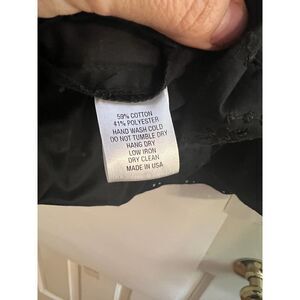 59% COTTON
41% POLYESTER
HAND WASH COLD
DO NOT TUMBLE DRY
HANG DRY
LOW IRON
DRY CLEAN
MADE IN USA